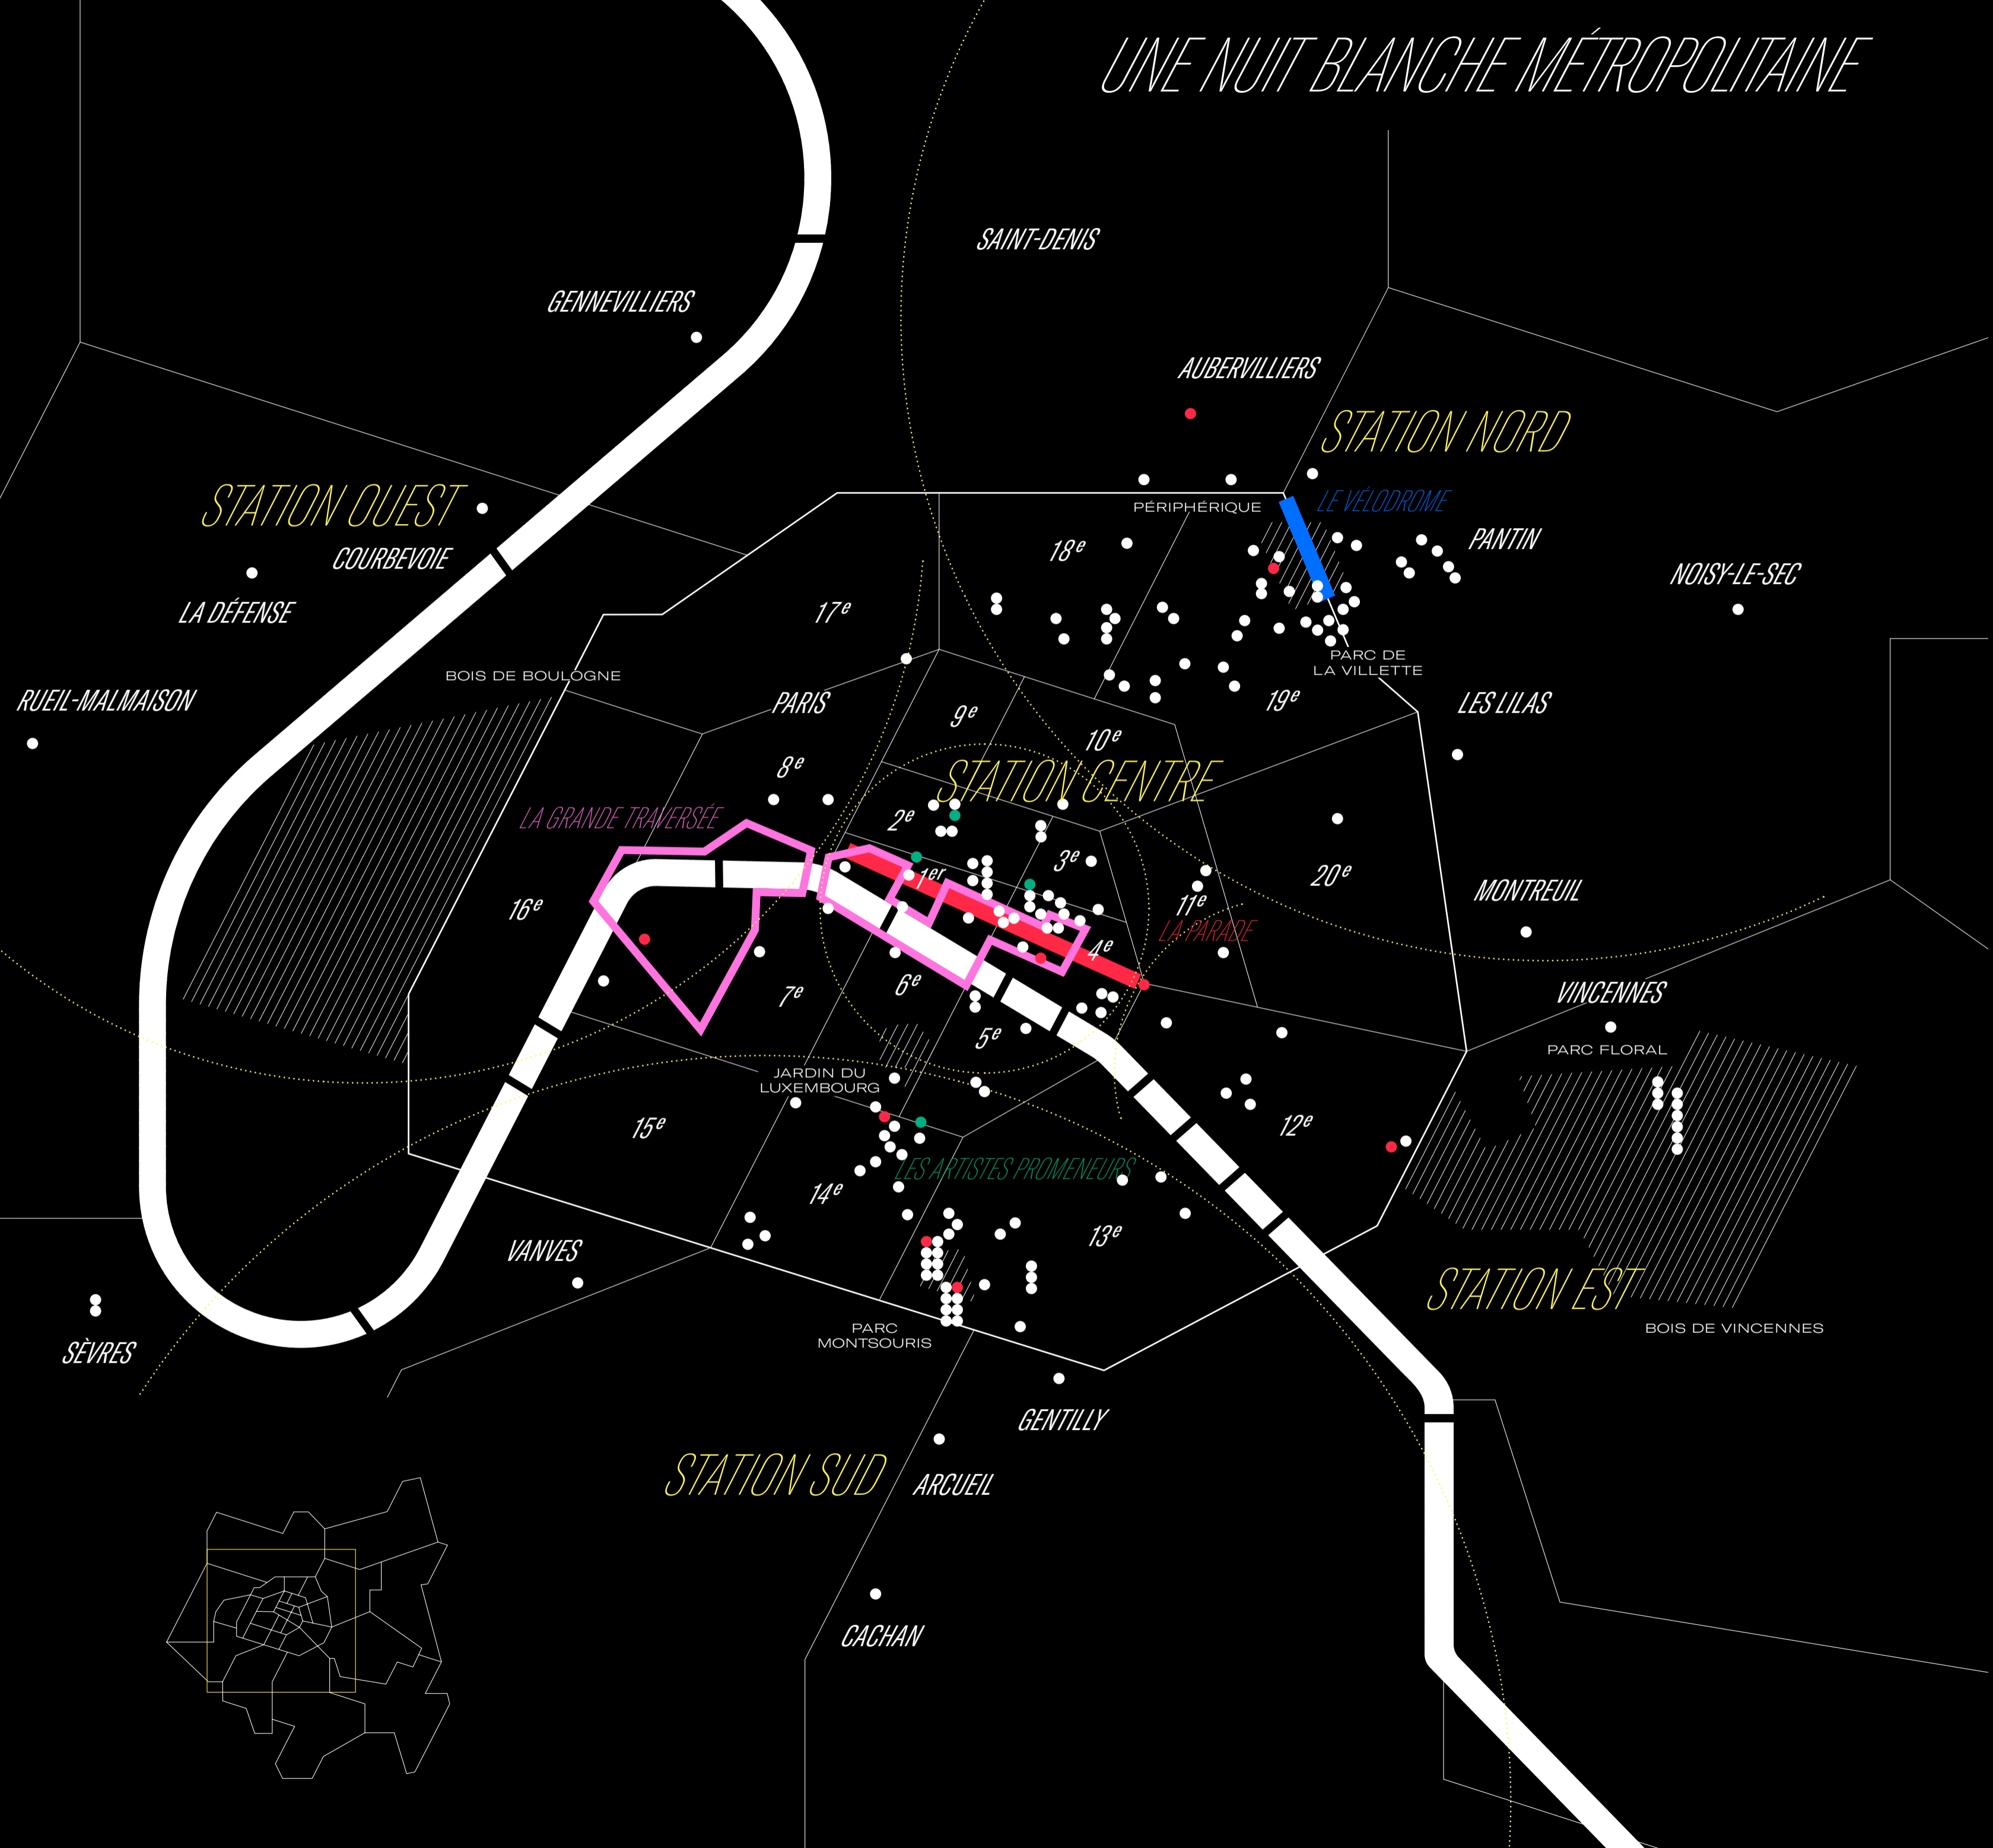 UNE NUIT BLANCHE MÉTROPOLITAINE
SAINT-DENIS
GENNEVILLIERS
AUBERVILLIERS
STATION NORD
STATION OUEST
LE VÉLODROME
PÉRIPHÉRIQUE
PANTIN
COURBEVOIE
18e
NOISY-LE-SEC
LA DÉFENSE
17e
PARC DE
LA VILLETTE
BOIS DE BOULOGNE
RUEIL-MALMAISON
PARIS
19e
LES LILAS
9e
10e
8e
STATION CENTRE
LA GRANDE TRAVERSÉE
2e
3e
1er
20e
MONTREUIL
16e
11e
LA PARADE
4e
7e
6e
VINCENNES
5e
PARC FLORAL
JARDIN DU
LUXEMBOURG
15e
12e
LES ARTISTES PROMENEURS
14e
13e
VANVES
STATION EST
PARC
MONTSOURIS
BOIS DE VINCENNES
SÈVRES
GENTILLY
STATION SUD
ARCUEIL
CACHAN